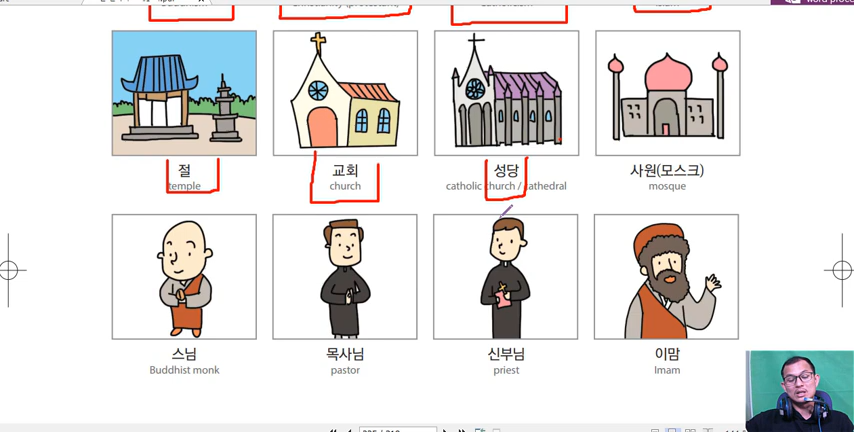 절 교회 성당 사원(모스크)
temple church catholic church / cathedral mosque
스님 목사님 신부님 이맘
Buddhist monk pastor priest Imam